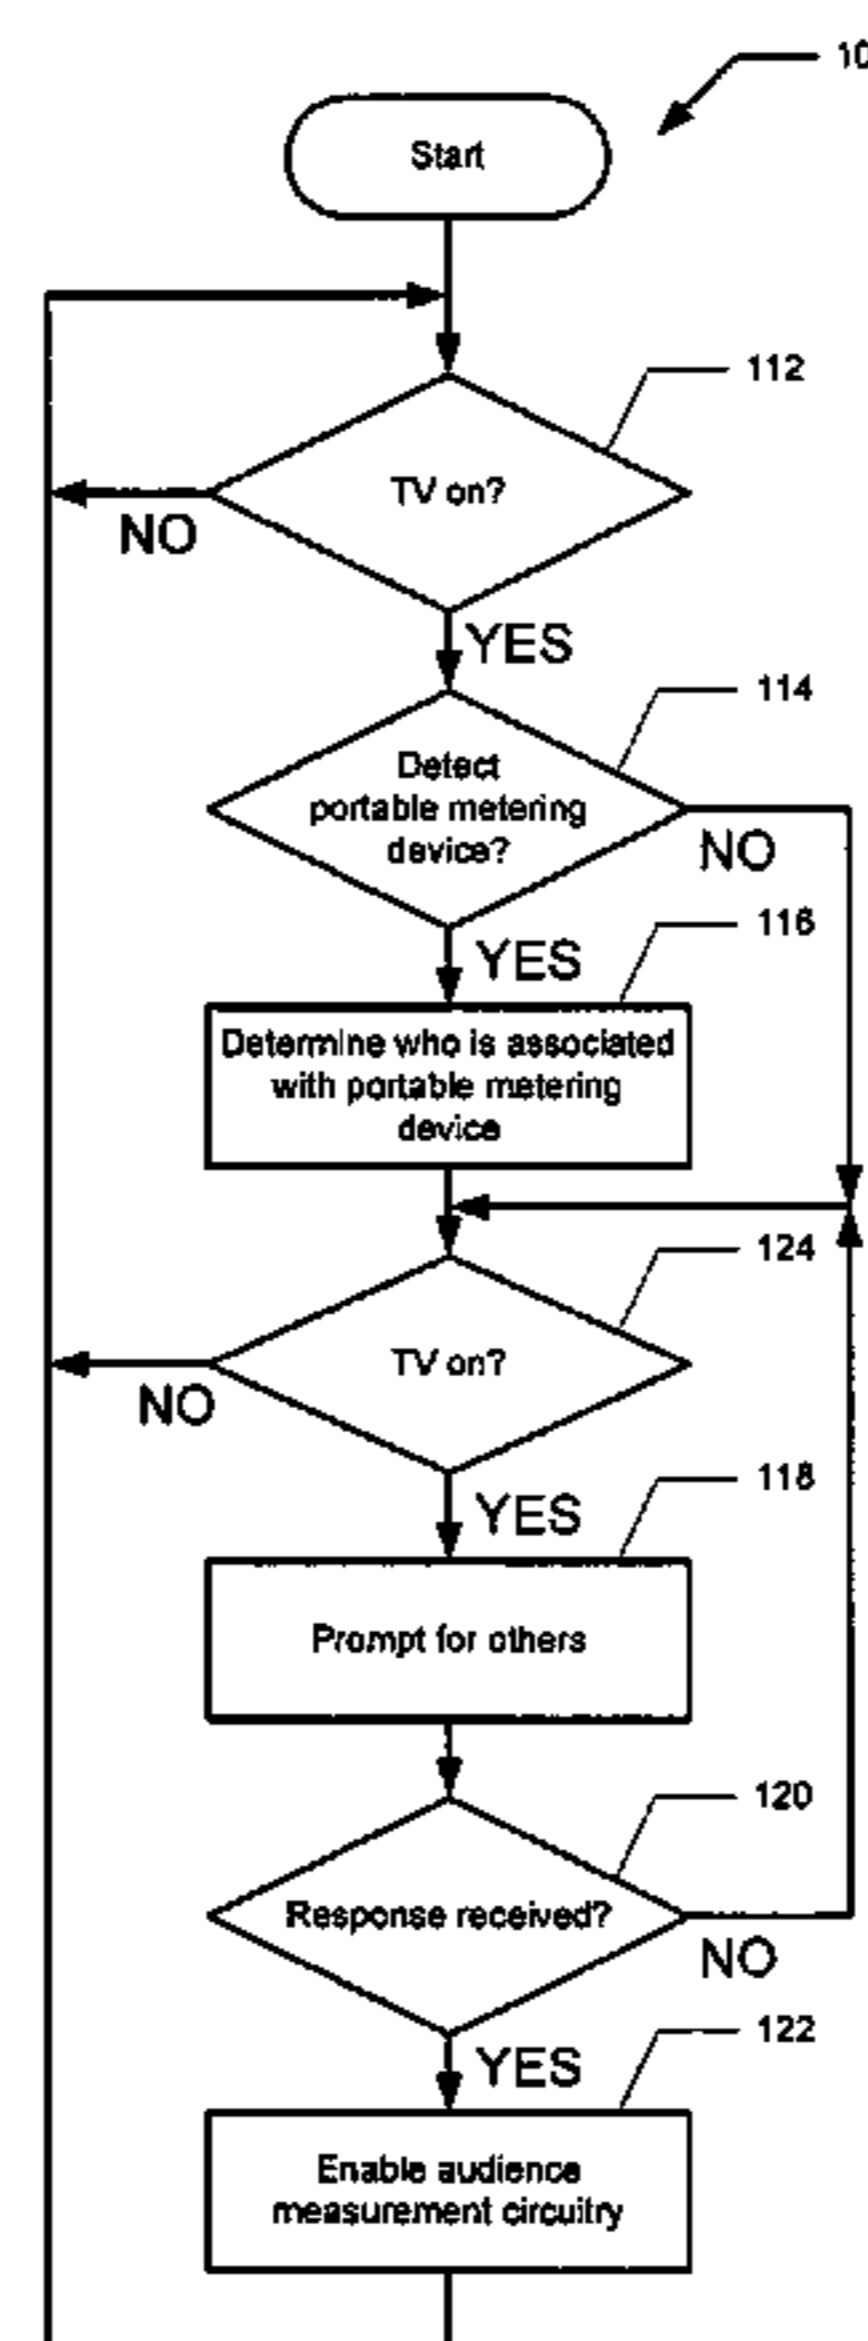 10
Start
112
TV on?
NO
YES
114
Detect
portable metering
device?
NO
116
YES
Determine who is associated
with portable metering
device
124
TV on?
NO
118
YES
Prompt for others
120
Response received?
NO
122
YES
Enable audience
measurement circuitry